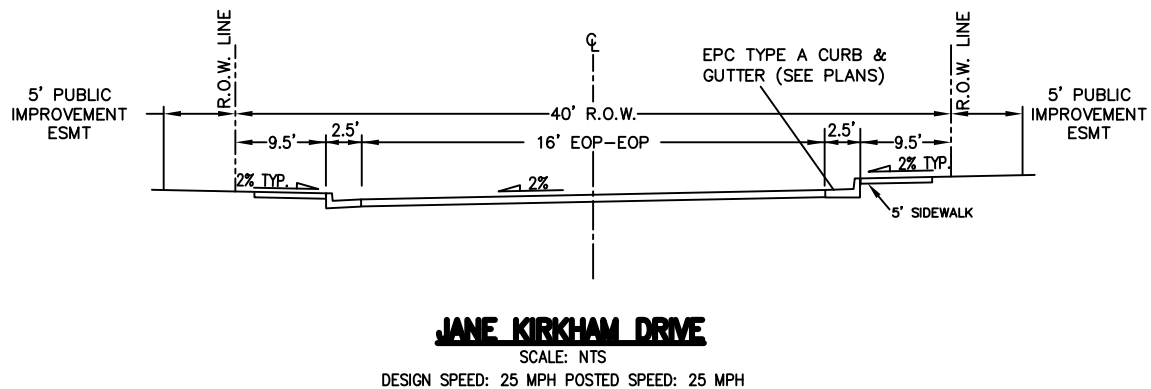 R.O.W. LINE
℄
R.O.W. LINE
EPC TYPE A CURB &
GUTTER (SEE PLANS)
5' PUBLIC
IMPROVEMENT
ESMT
5' PUBLIC
IMPROVEMENT
ESMT
40' R.O.W.
9.5'
2.5'
16' EOP-EOP
2.5'
9.5'
2% TYP.
2%
2% TYP.
5' SIDEWALK
JANE KIRKHAM DRIVE
SCALE: NTS
DESIGN SPEED: 25 MPH POSTED SPEED: 25 MPH